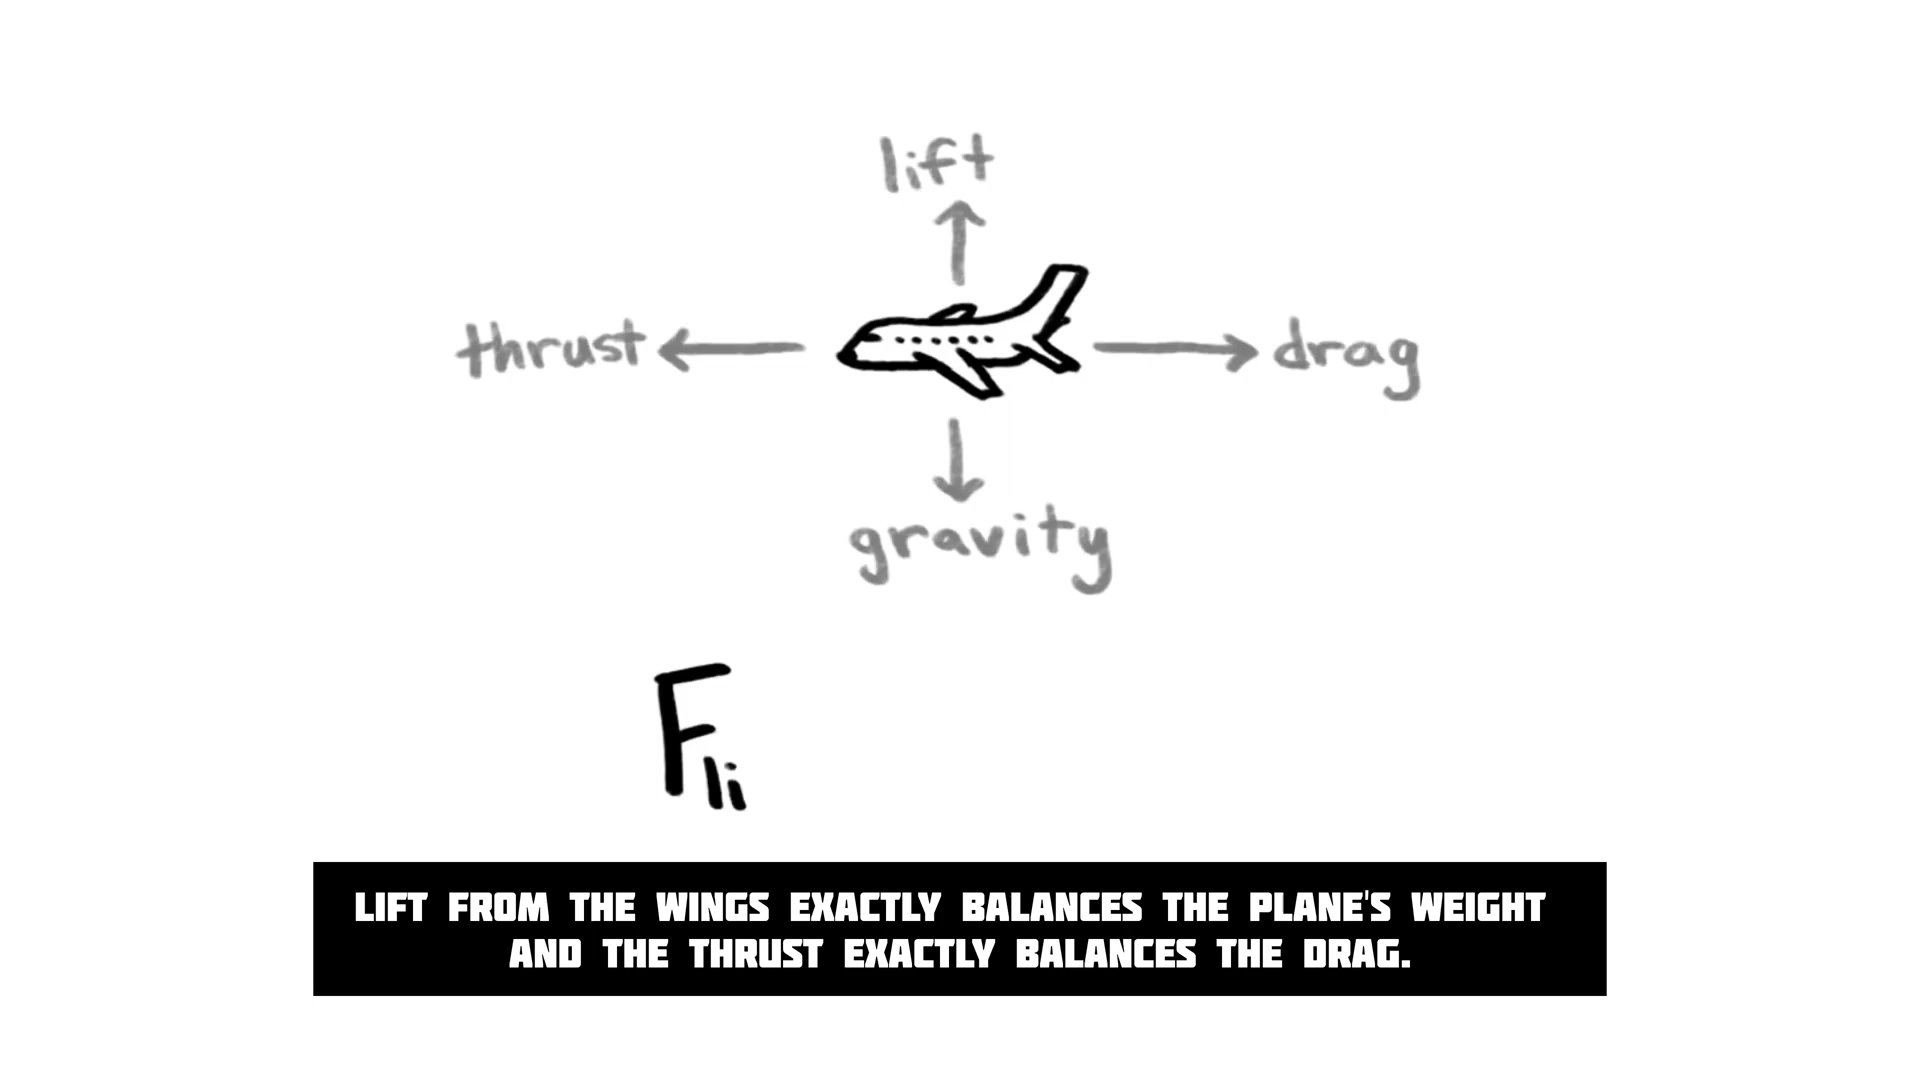 lift
thrust
drag
gravity
Fli
LIFT FROM THE WINGS EXACTLY BALANCES THE PLANE'S WEIGHT
AND THE THRUST EXACTLY BALANCES THE DRAG.